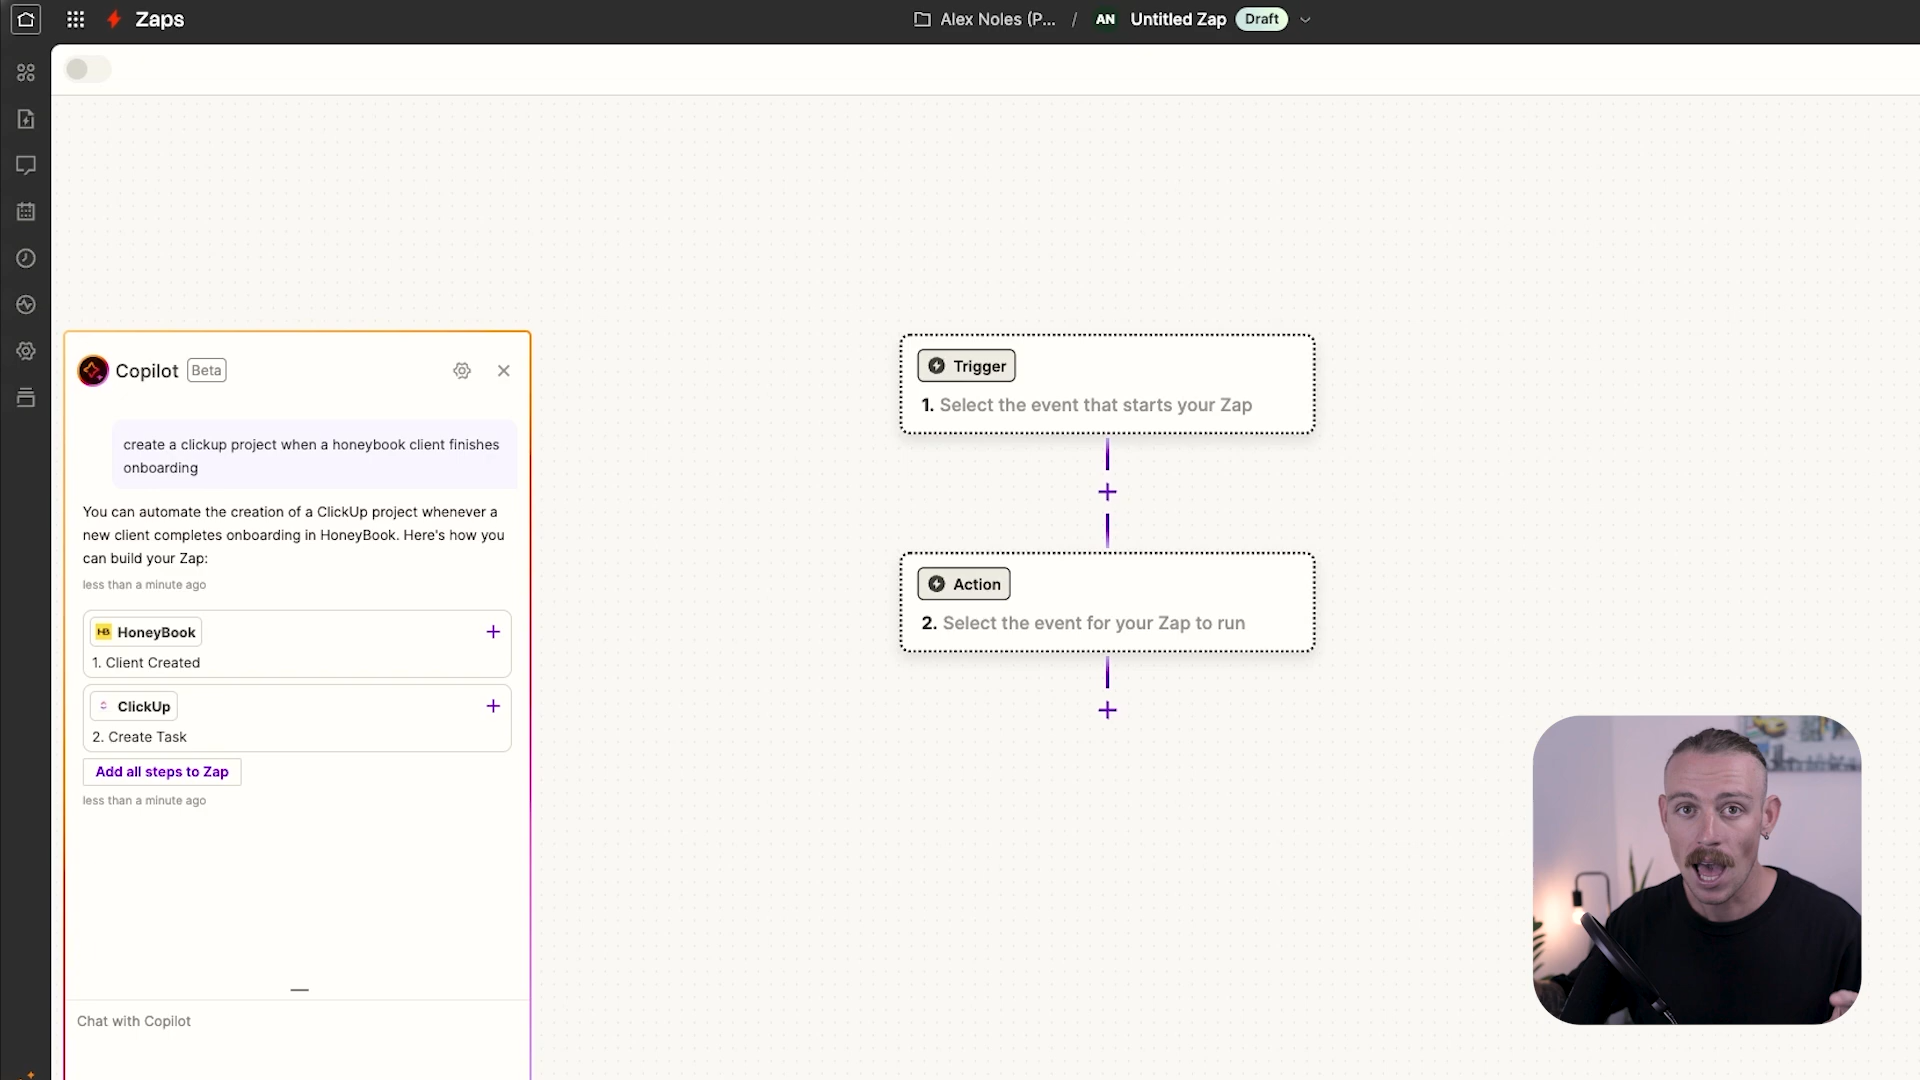 Zaps
Alex Noles (P... / AN Untitled Zap Draft
Copilot Beta
create a clickup project when a honeybook client finishes
onboarding
You can automate the creation of a ClickUp project whenever a
new client completes onboarding in HoneyBook. Here's how you
can build your Zap:
less than a minute ago
HB HoneyBook
1. Client Created
ClickUp
2. Create Task
Add all steps to Zap
less than a minute ago
Chat with Copilot
Trigger
1. Select the event that starts your Zap
Action
2. Select the event for your Zap to run